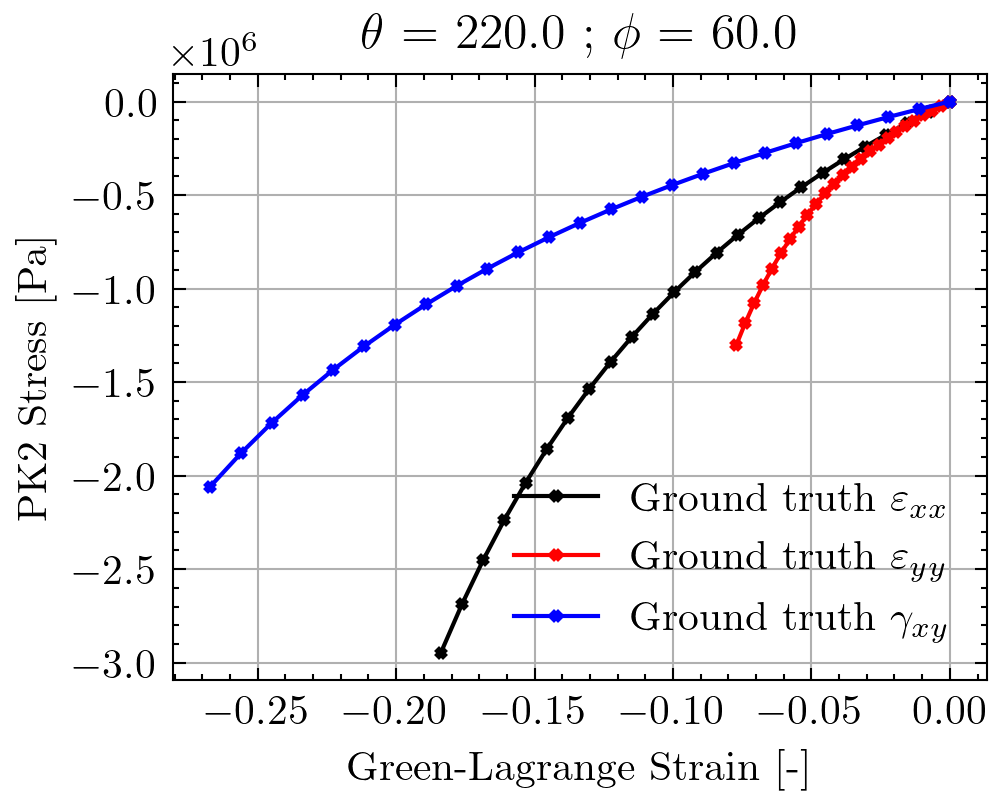 θ = 220.0 ; ϕ = 60.0
×10⁶
0.0
−0.5
−1.0
−1.5
−2.0
−2.5
−3.0
PK2 Stress [Pa]
Ground truth ε_xx
Ground truth ε_yy
Ground truth γ_xy
−0.25 −0.20 −0.15 −0.10 −0.05 0.00
Green-Lagrange Strain [-]